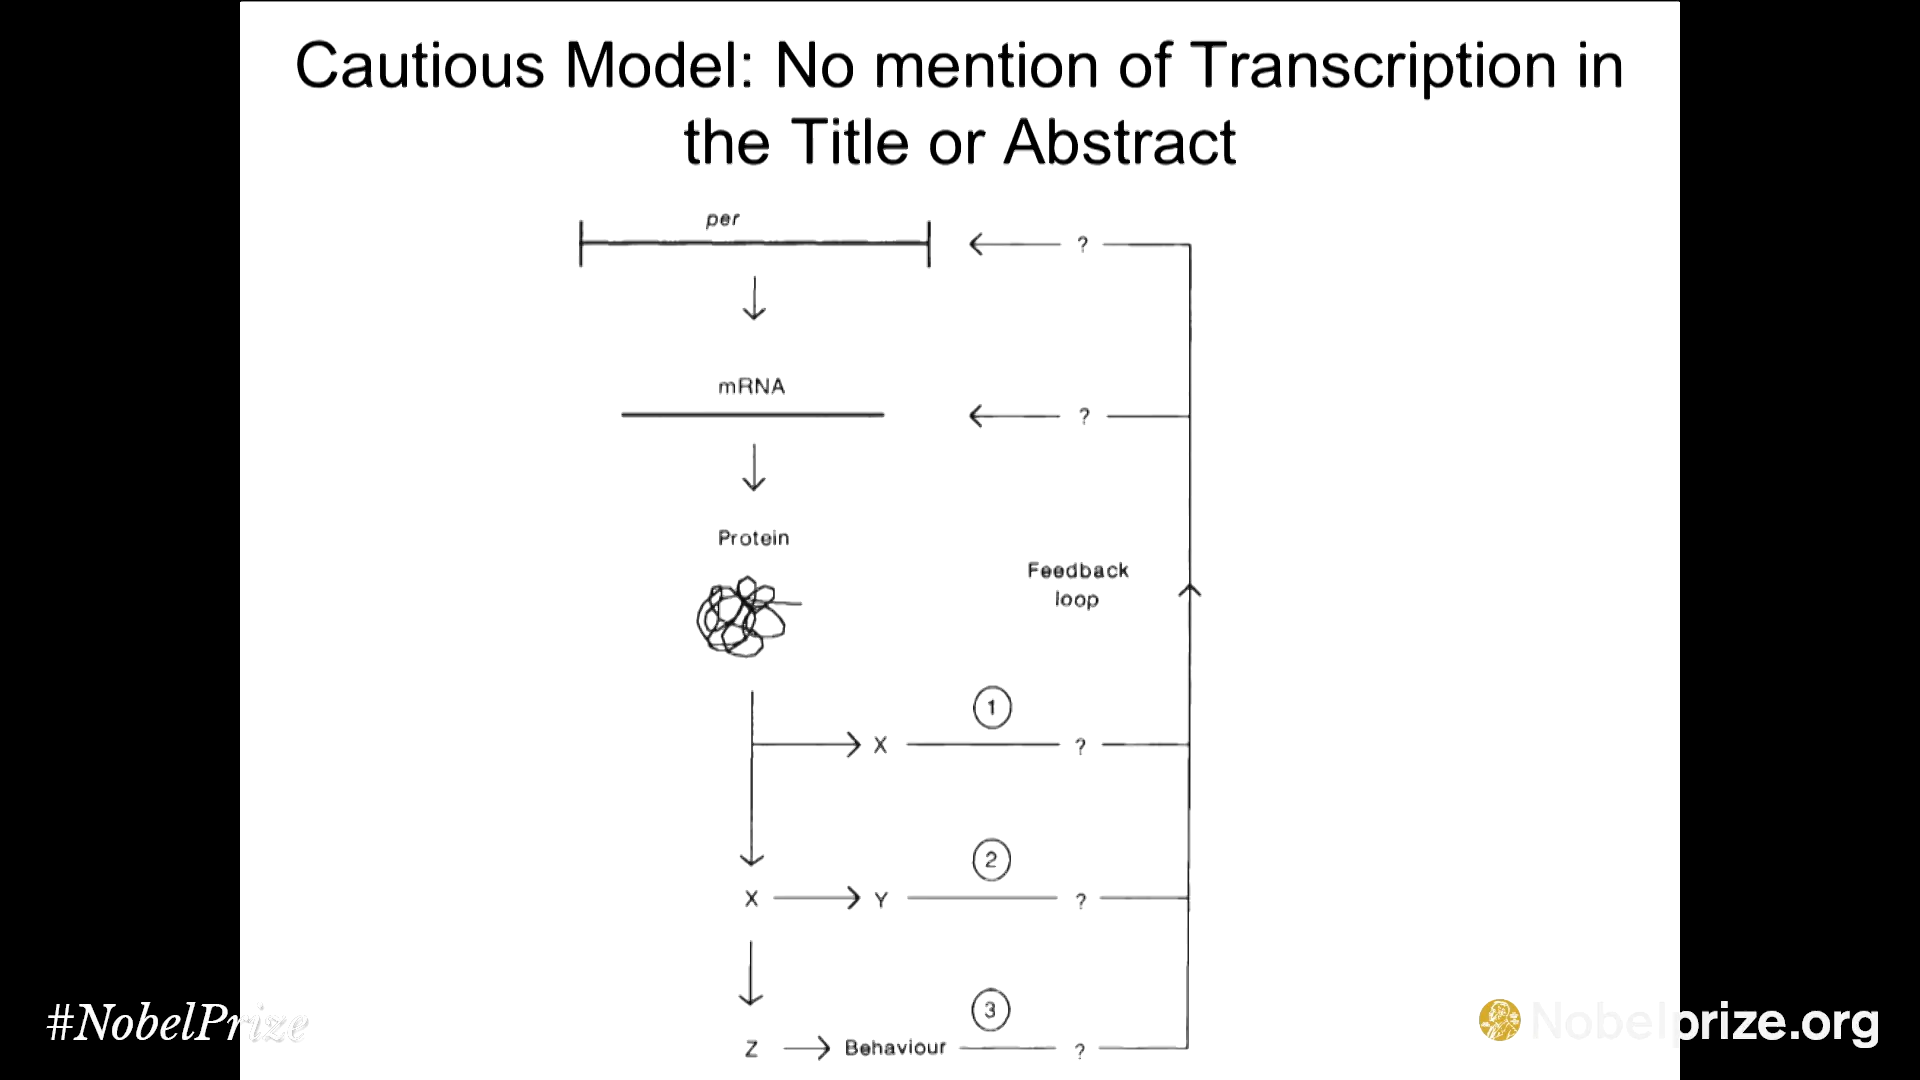 Cautious Model: No mention of Transcription in
the Title or Abstract
per
?
mRNA
?
Protein
Feedback
loop
1
X
?
2
X
Y
?
3
Z
Behaviour
?
#NobelPrize
Nobelprize.org